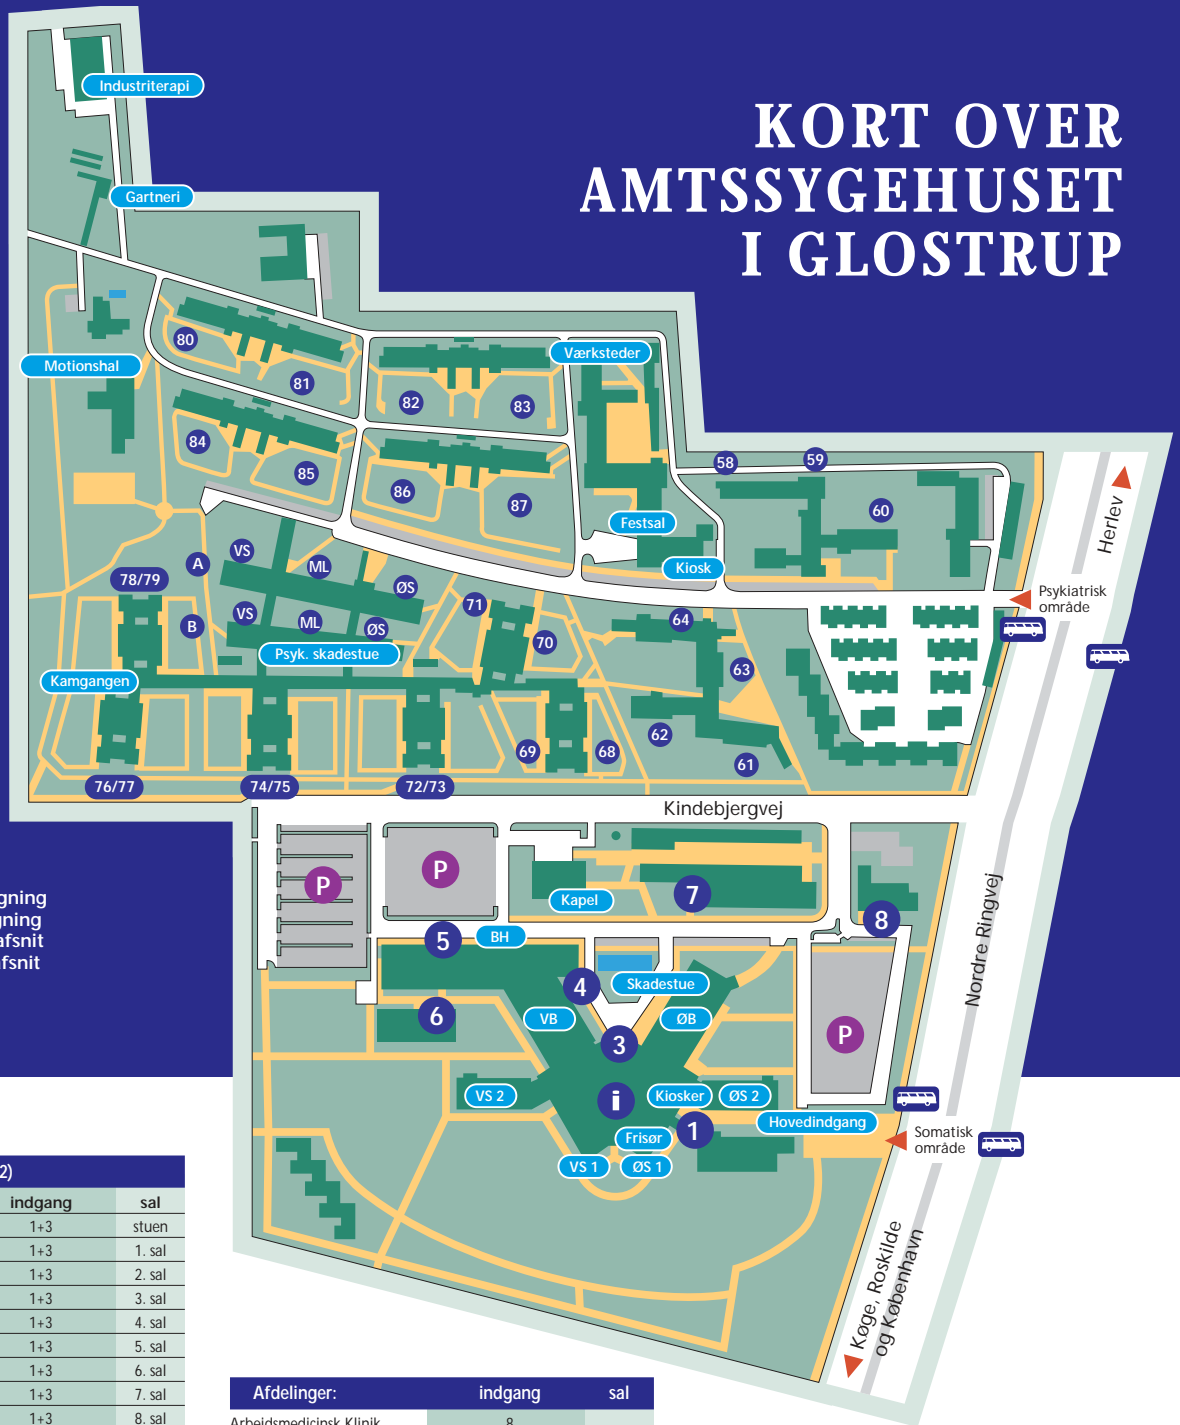 KORT OVER
AMTSSYGEHUSET
I GLOSTRUP
Industriterapi
Gartneri
Motionshal
80
81
82
83
Værksteder
84
85
86
87
58
59
60
Festsal
Kiosk
Herlev
Psykiatrisk
område
A
VS
ML
ØS
78/79
B
VS
ML
ØS
71
70
64
63
Psyk. skadestue
Kamgangen
69
68
62
61
76/77
74/75
72/73
Kindebjergvej
P
P
Kapel
7
8
5
BH
Nordre Ringvej
4
Skadestue
6
VB
ØB
3
P
VS 2
i
Kiosker
ØS 2
Hovedindgang
Frisør
1
Somatisk
område
VS 1
ØS 1
Køge, Roskilde
og København
gning
gning
afsnit
afsnit
2)
indgang sal
1+3 stuen
1+3 1. sal
1+3 2. sal
1+3 3. sal
1+3 4. sal
1+3 5. sal
1+3 6. sal
1+3 7. sal
1+3 8. sal
Afdelinger: indgang sal
Arbejdsmedicinsk Klinik 8